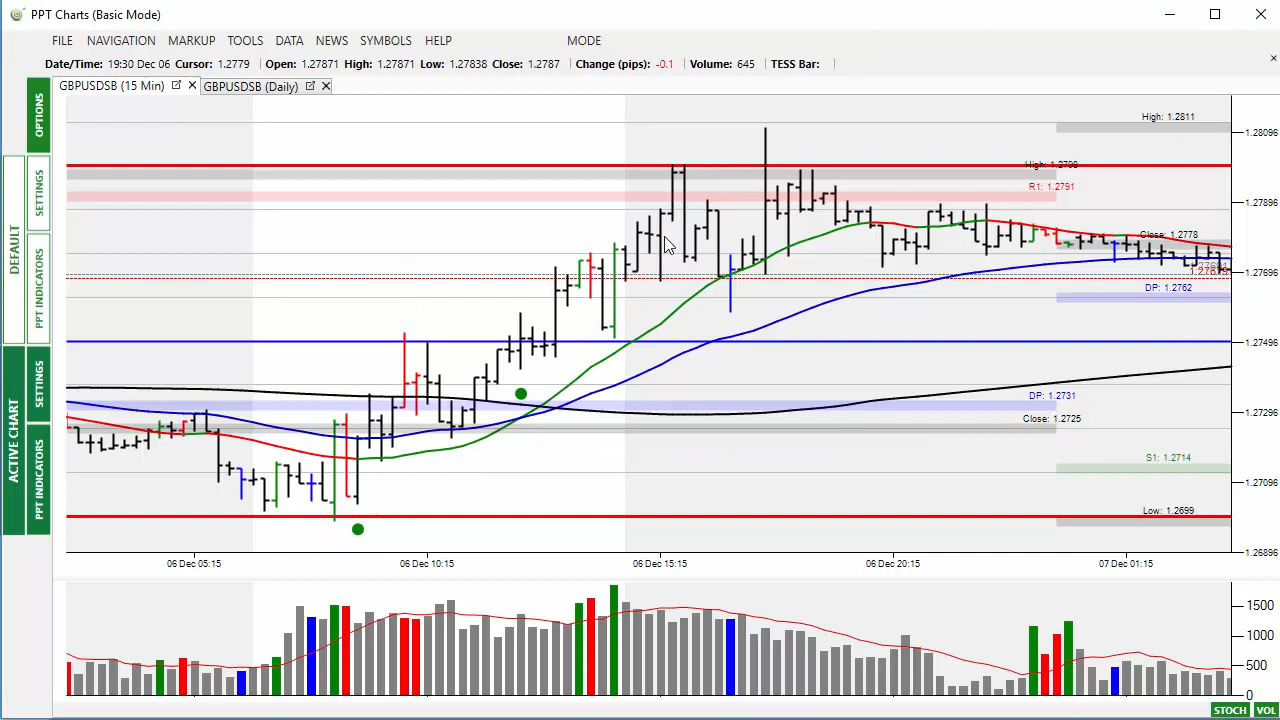 PPT Charts (Basic Mode)
FILE NAVIGATION MARKUP TOOLS DATA NEWS SYMBOLS HELP MODE
Date/Time: 19:30 Dec 06 Cursor: 1.2779 Open: 1.27871 High: 1.27871 Low: 1.27838 Close: 1.2787 Change (pips): -0.1 Volume: 645 TESS Bar:
GBPUSDSB (15 Min) GBPUSDSB (Daily)
OPTIONS
SETTINGS
DEFAULT
PPT INDICATORS
SETTINGS
ACTIVE CHART
PPT INDICATORS
High: 1.2811
1.28096
High: 1.2798
R1: 1.2791
1.27896
Close: 1.2778
1.27696
DP: 1.2762
1.27496
DP: 1.2731
1.27296
Close: 1.2725
S1: 1.2714
1.27096
Low: 1.2699
1.26896
06 Dec 05:15 06 Dec 10:15 06 Dec 15:15 06 Dec 20:15 07 Dec 01:15
1500
1000
500
0
STOCH VOL